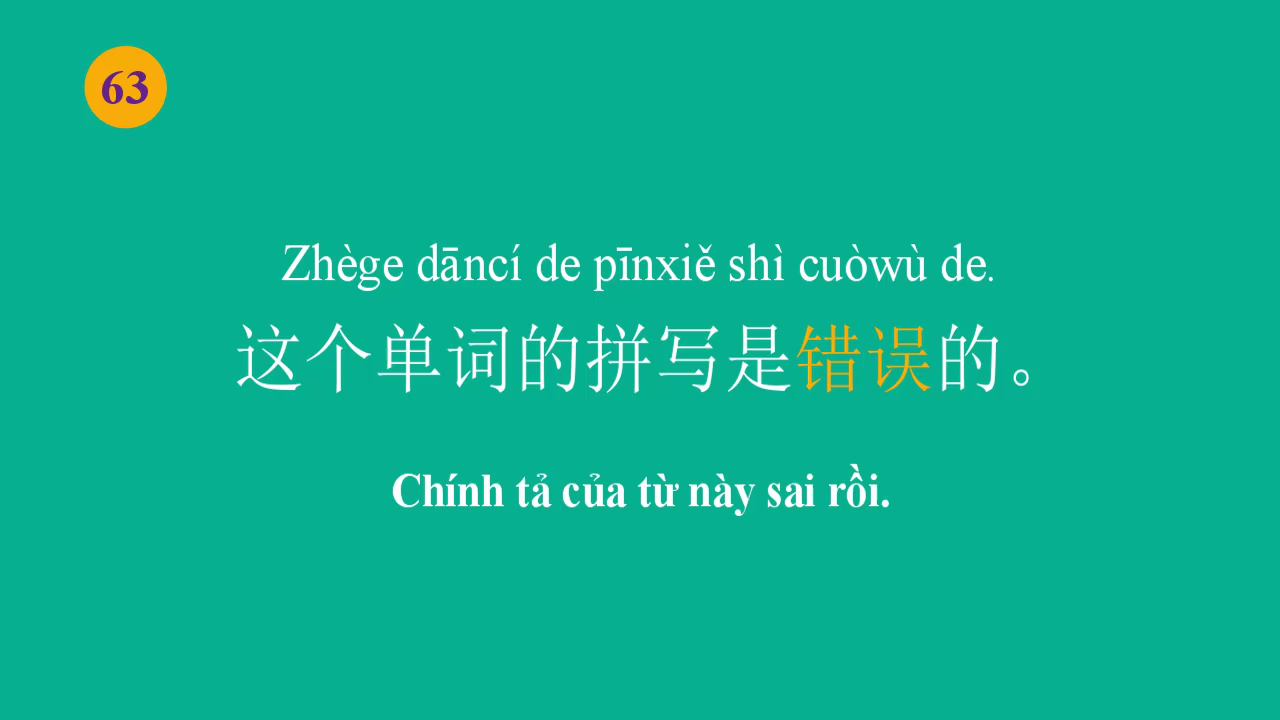 63
Zhège dāncí de pīnxiě shì cuòwù de.
这个单词的拼写是错误的。
Chính tả của từ này sai rồi.